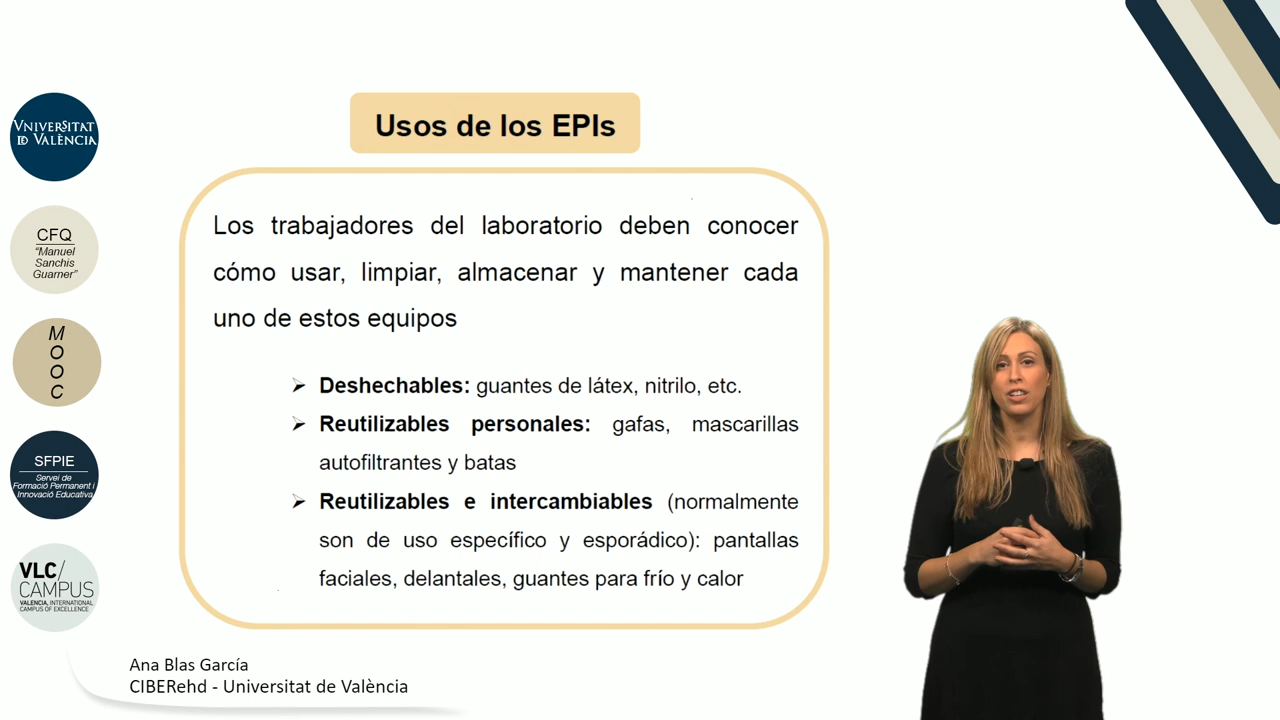 Usos de los EPIs
Los trabajadores del laboratorio deben conocer
cómo usar, limpiar, almacenar y mantener cada
uno de estos equipos
Deshechables: guantes de látex, nitrilo, etc.
Reutilizables personales: gafas, mascarillas
autofiltrantes y batas
Reutilizables e intercambiables (normalmente
son de uso específico y esporádico): pantallas
faciales, delantales, guantes para frío y calor
VNIVERSITAT
ID VALÈNCIA
CFQ
"Manuel
Sanchis
Guarner"
M
O
O
C
SFPIE
Servei de
Formació Permanent i
Innovació Educativa
VLC/
CAMPUS
VALENCIA, INTERNATIONAL
CAMPUS OF EXCELLENCE
Ana Blas García
CIBERehd - Universitat de València